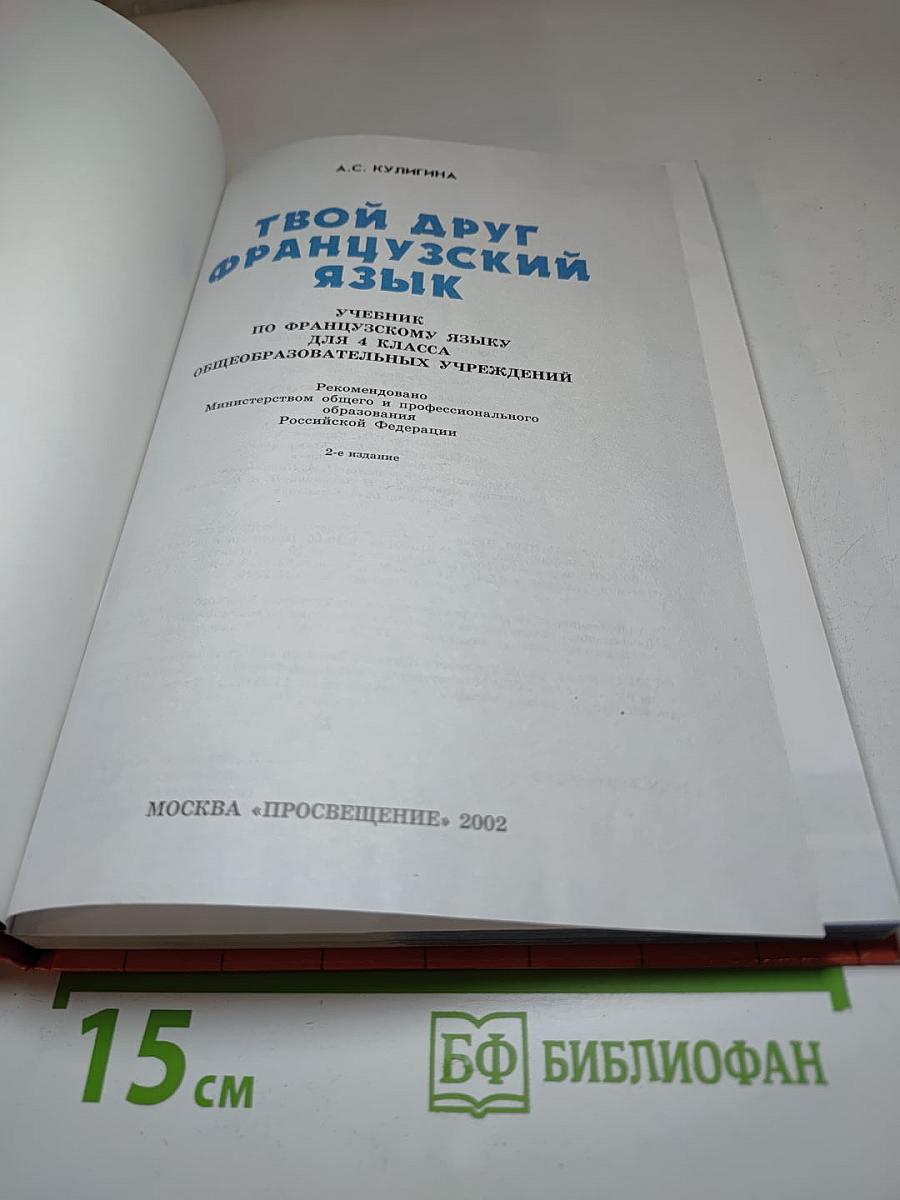 А.С. КУЛИГИНА
ТВОЙ ДРУГ
ФРАНЦУЗСКИЙ
ЯЗЫК
УЧЕБНИК
ПО ФРАНЦУЗСКОМУ ЯЗЫКУ
ДЛЯ 4 КЛАССА
ОБЩЕОБРАЗОВАТЕЛЬНЫХ УЧРЕЖДЕНИЙ
Рекомендовано
Министерством общего и профессионального
образования
Российской Федерации
2-е издание
МОСКВА «ПРОСВЕЩЕНИЕ» 2002
15 см
БФ БИБЛИОФАН